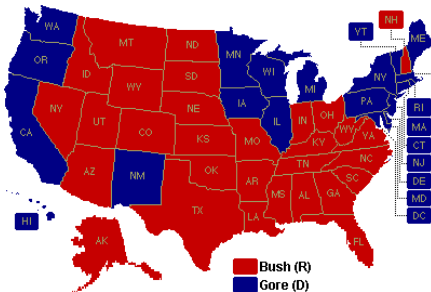 NH
WA
YT
ME
MT
ND
MN
OR
ID
SD
WI
NY
WY
MI
IA
PA
NE
RI
NY
IL
IN
OH
MA
UT
CO
WV
VA
CA
KS
MO
KY
CT
NC
NJ
TN
OK
AZ
NM
AR
SC
DE
MS
AL
GA
MD
TX
LA
DC
HI
FL
AK
Bush (R)
Gore (D)